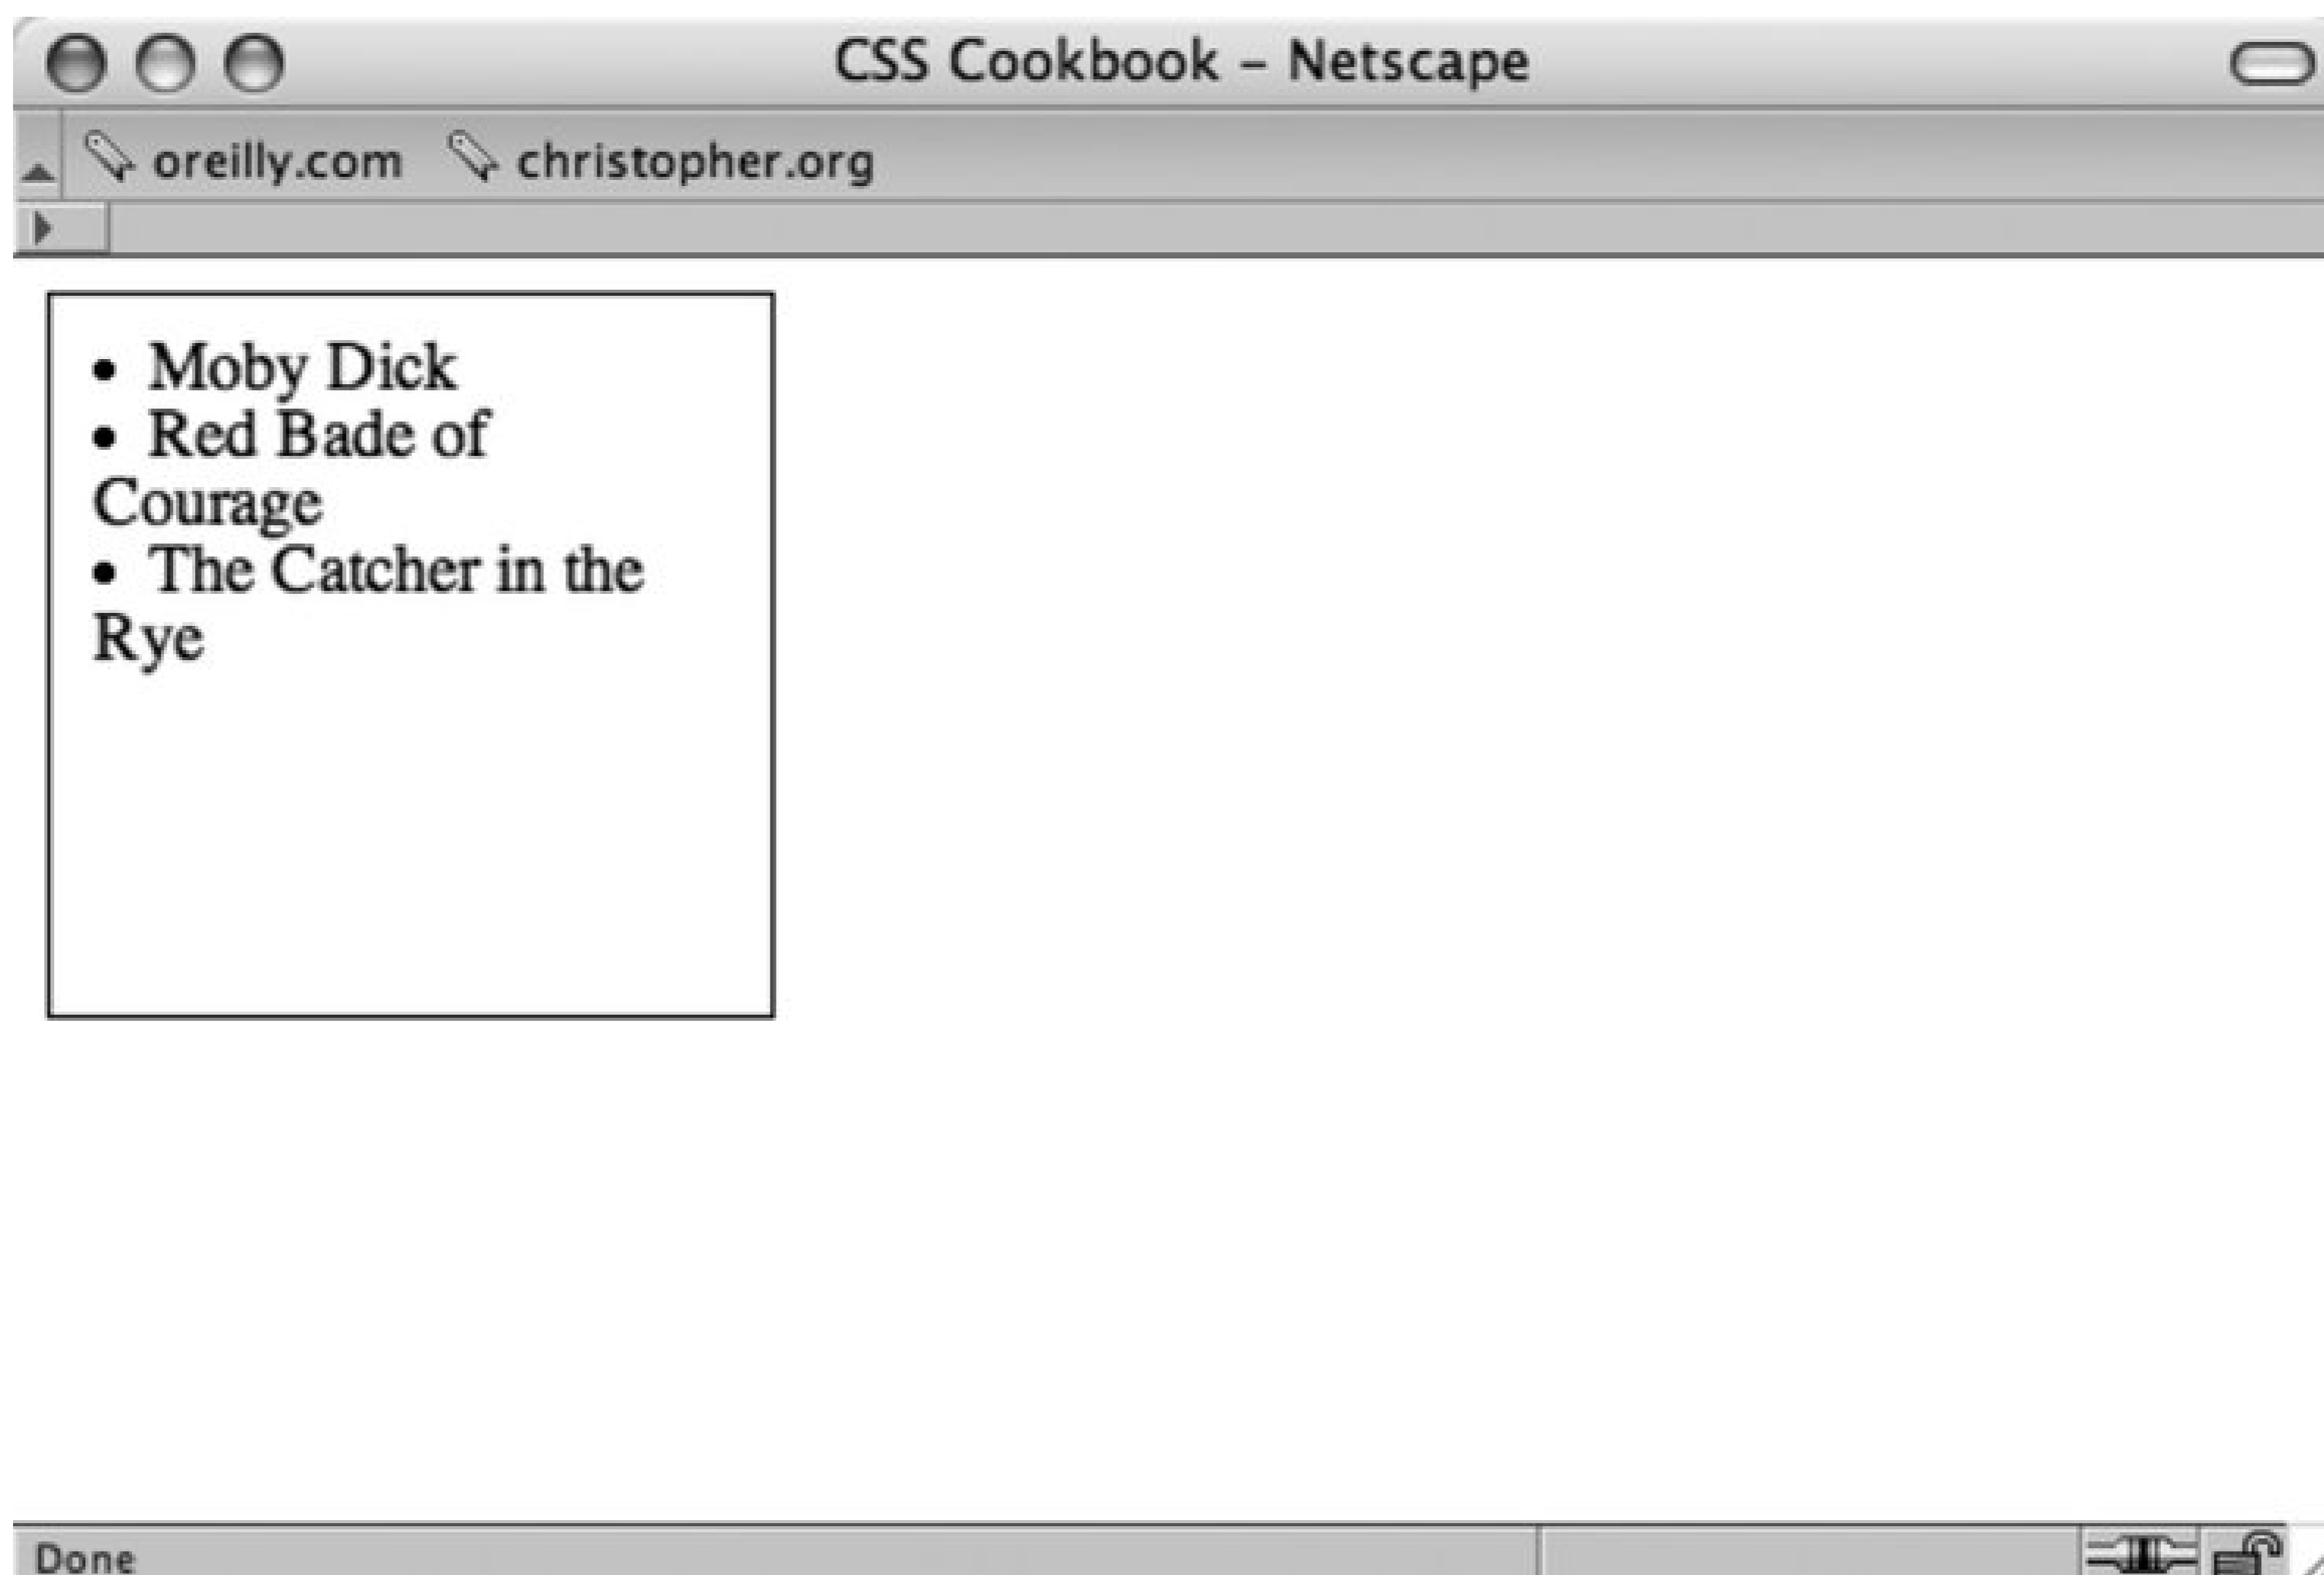 CSS Cookbook – Netscape
oreilly.com christopher.org
• Moby Dick
• Red Bade of
Courage
• The Catcher in the
Rye
Done